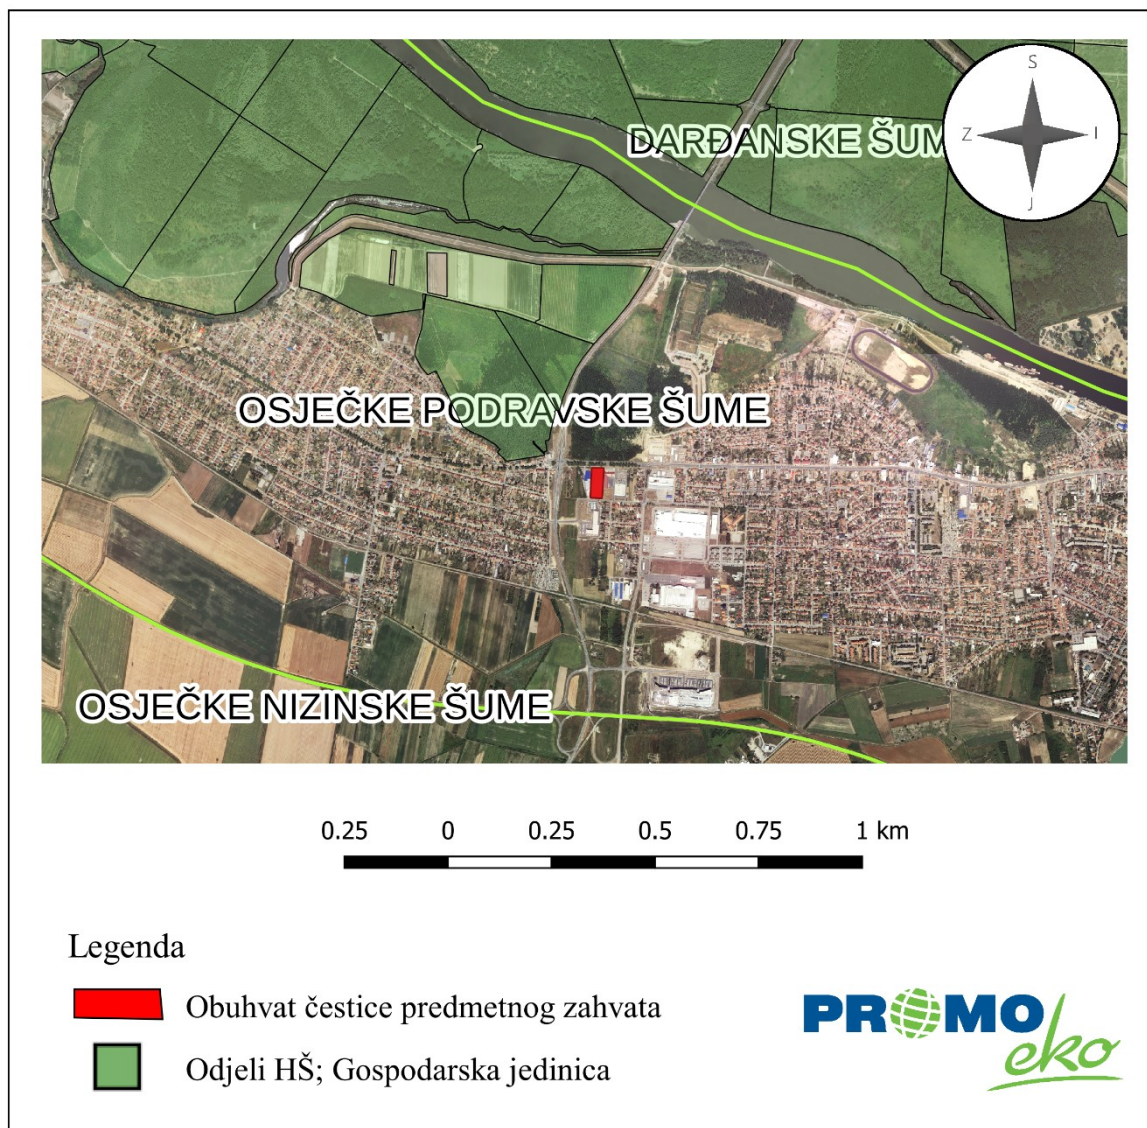 S
Z
I
J
DARĐANSKE ŠUM
OSJEČKE PODRAVSKE ŠUME
OSJEČKE NIZINSKE ŠUME
0.25 0 0.25 0.5 0.75 1 km
Legenda
Obuhvat čestice predmetnog zahvata
Odjeli HŠ; Gospodarska jedinica
PROMO
eko